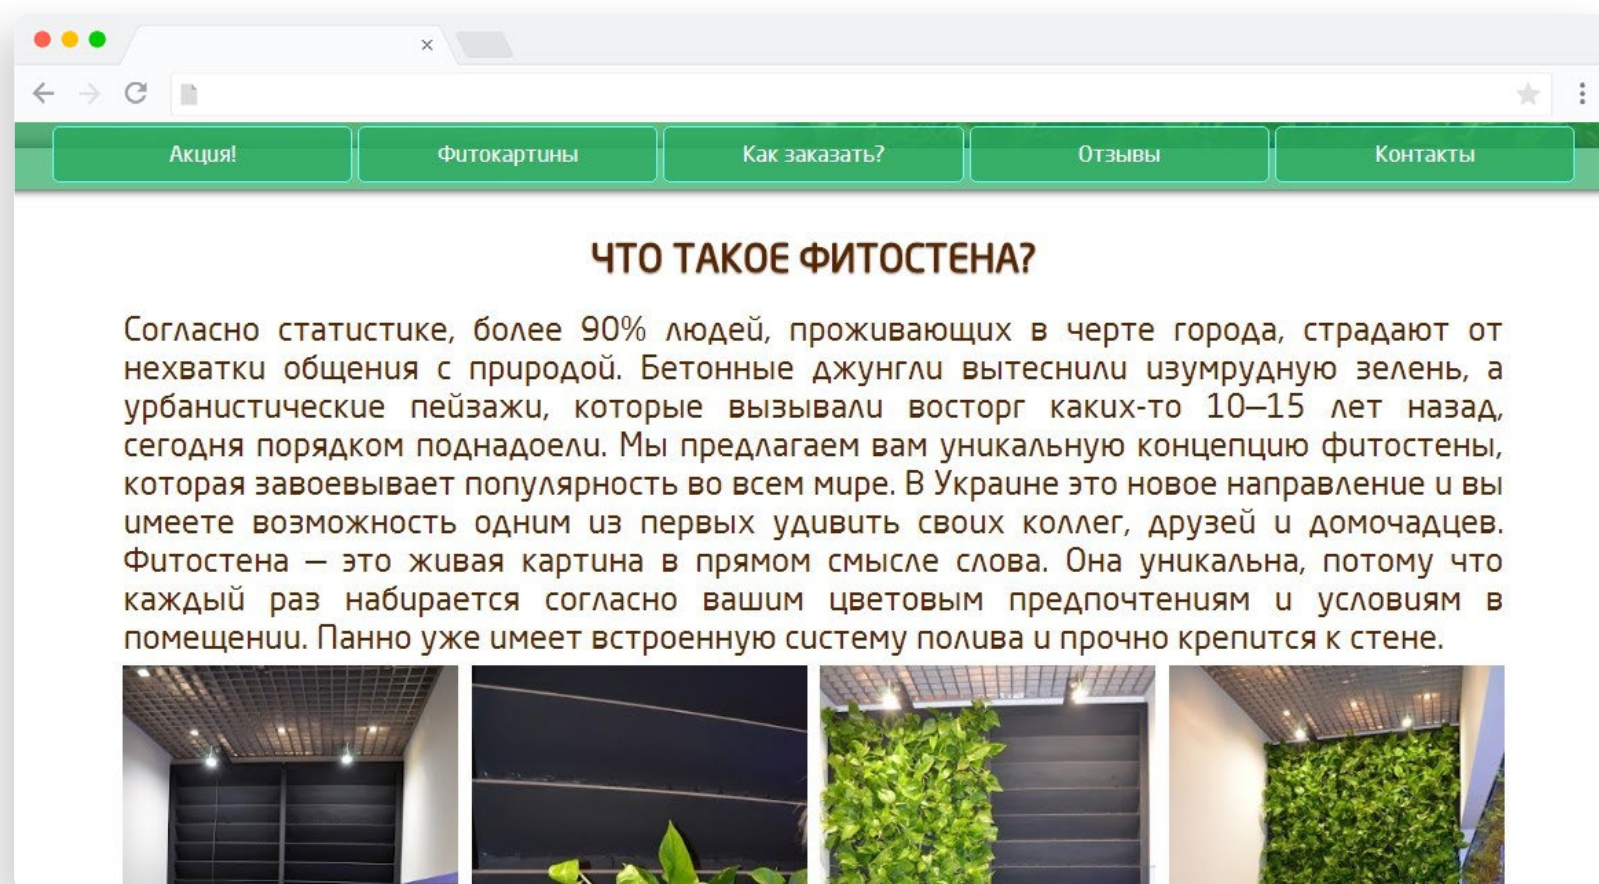 Акция!
Фитокартины
Как заказать?
Отзывы
Контакты
ЧТО ТАКОЕ ФИТОСТЕНА?
Согласно статистике, более 90% людей, проживающих в черте города, страдают от
нехватки общения с природой. Бетонные джунгли вытеснили изумрудную зелень, а
урбанистические пейзажи, которые вызывали восторг каких-то 10—15 лет назад,
сегодня порядком поднадоели. Мы предлагаем вам уникальную концепцию фитостены,
которая завоевывает популярность во всем мире. В Украине это новое направление и вы
имеете возможность одним из первых удивить своих коллег, друзей и домочадцев.
Фитостена — это живая картина в прямом смысле слова. Она уникальна, потому что
каждый раз набирается согласно вашим цветовым предпочтениям и условиям в
помещении. Панно уже имеет встроенную систему полива и прочно крепится к стене.